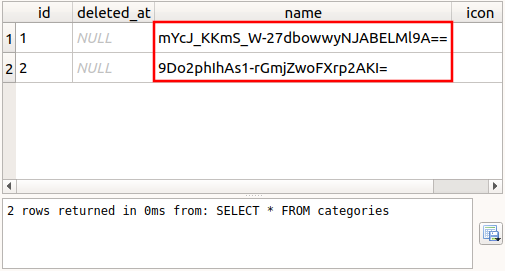 id deleted_at name icon
1 1 NULL mYcJ_KKmS_W-27dbowwyNJABELMl9A==
2 2 NULL 9Do2phIhAs1-rGmjZwoFXrp2AKI=
2 rows returned in 0ms from: SELECT * FROM categories